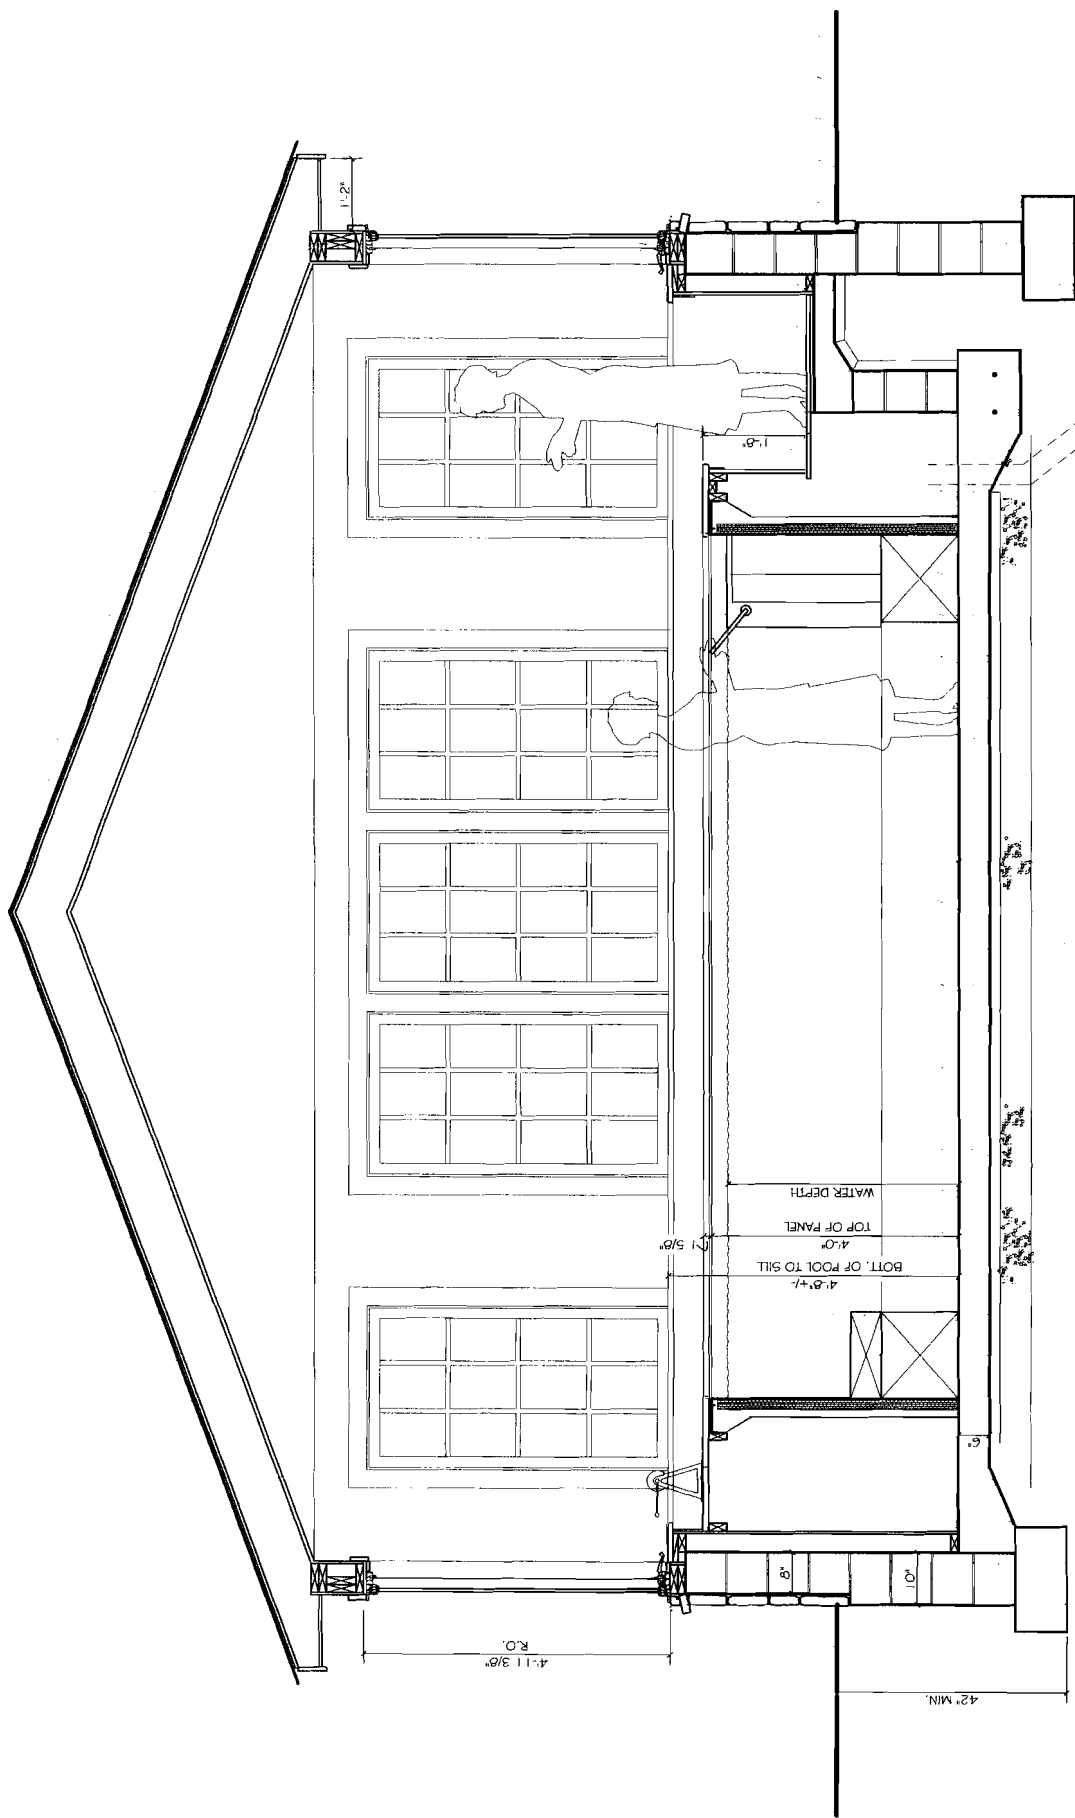 1'-2"
1'-8"
WATER DEPTH
4'-0"
TOP OF PANEL
1 5/8"
4'-8"+/-
BOTT. OF POOL TO SILL
6"
8"
10"
4'-11 3/8"
R.O.
42" MIN.